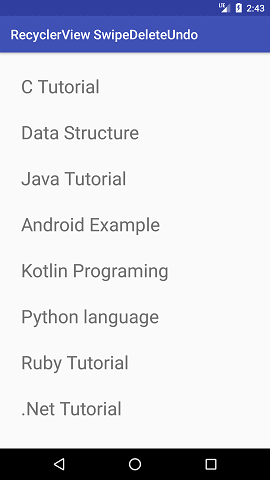 LTE 2:43
RecyclerView SwipeDeleteUndo
C Tutorial
Data Structure
Java Tutorial
Android Example
Kotlin Programing
Python language
Ruby Tutorial
.Net Tutorial